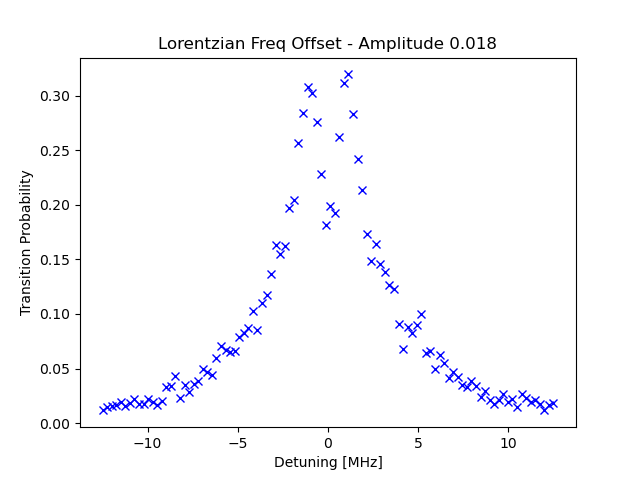 Lorentzian Freq Offset - Amplitude 0.018
0.30
0.25
0.20
0.15
0.10
0.05
0.00
Transition Probability
−10 −5 0 5 10
Detuning [MHz]